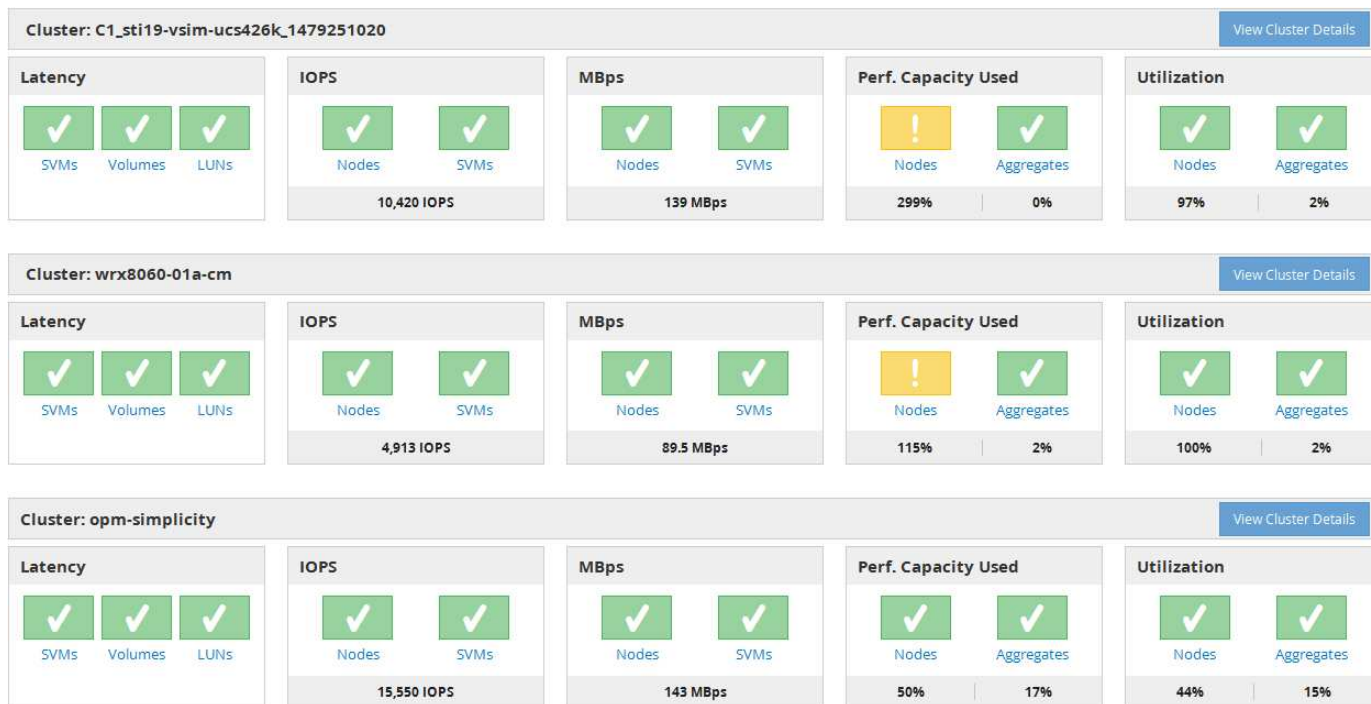 Cluster: C1_sti19-vsim-ucs426k_1479251020 View Cluster Details
Latency IOPS MBps Perf. Capacity Used Utilization
! 
SVMs Volumes LUNs Nodes SVMs Nodes SVMs Nodes Aggregates Nodes Aggregates
10,420 IOPS 139 MBps 299% 0% 97% 2%
Cluster: wrx8060-01a-cm View Cluster Details
Latency IOPS MBps Perf. Capacity Used Utilization
!
SVMs Volumes LUNs Nodes SVMs Nodes SVMs Nodes Aggregates Nodes Aggregates
4,913 IOPS 89.5 MBps 115% 2% 100% 2%
Cluster: opm-simplicity View Cluster Details
Latency IOPS MBps Perf. Capacity Used Utilization
SVMs Volumes LUNs Nodes SVMs Nodes SVMs Nodes Aggregates Nodes Aggregates
15,550 IOPS 143 MBps 50% 17% 44% 15%